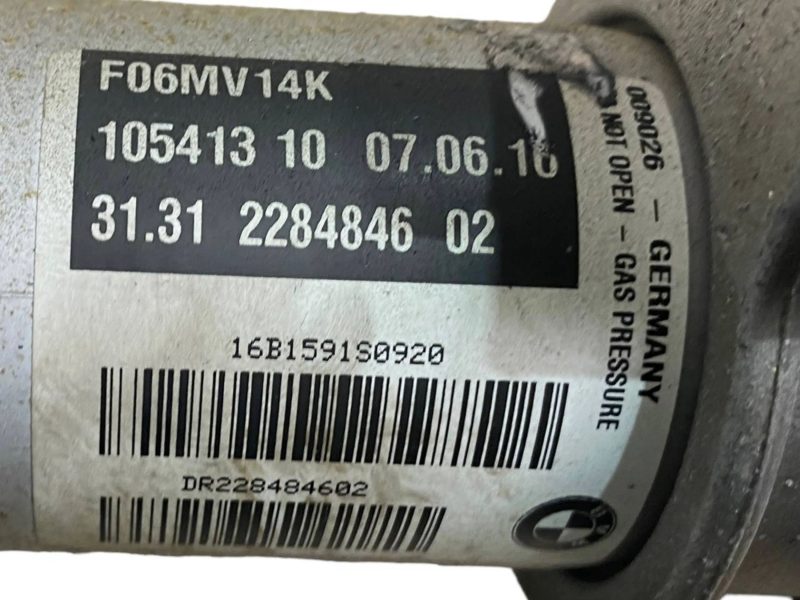 F06MV14K
105413 10 07.06.16
31.31 2284846 02
16B1591S0920
DR228484602
009026 - GERMANY
NOT OPEN - GAS PRESSURE